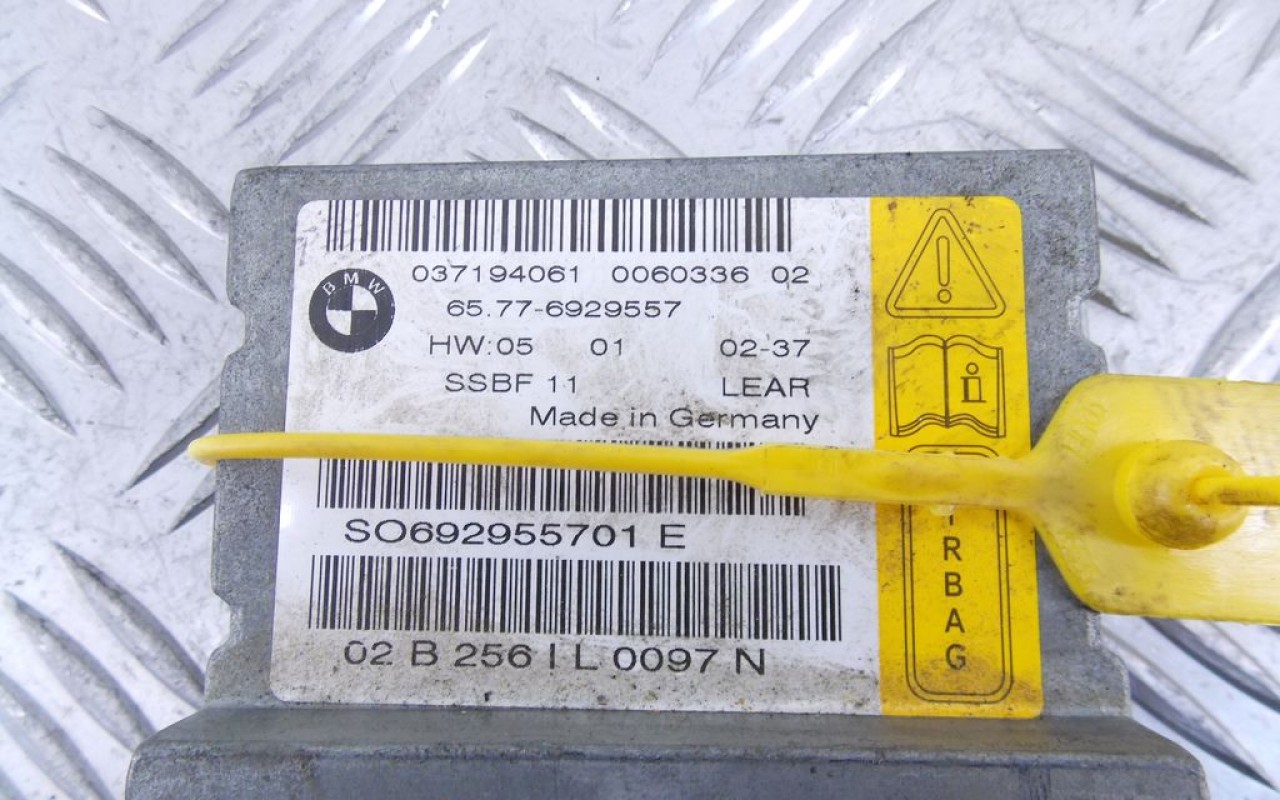 037194061 0060336 02
BMW
65.77-6929557
HW:05 01 02-37
SSBF 11 LEAR
Made in Germany
SO692955701 E
02 B 256 I L 0097 N
i
AIRBAG